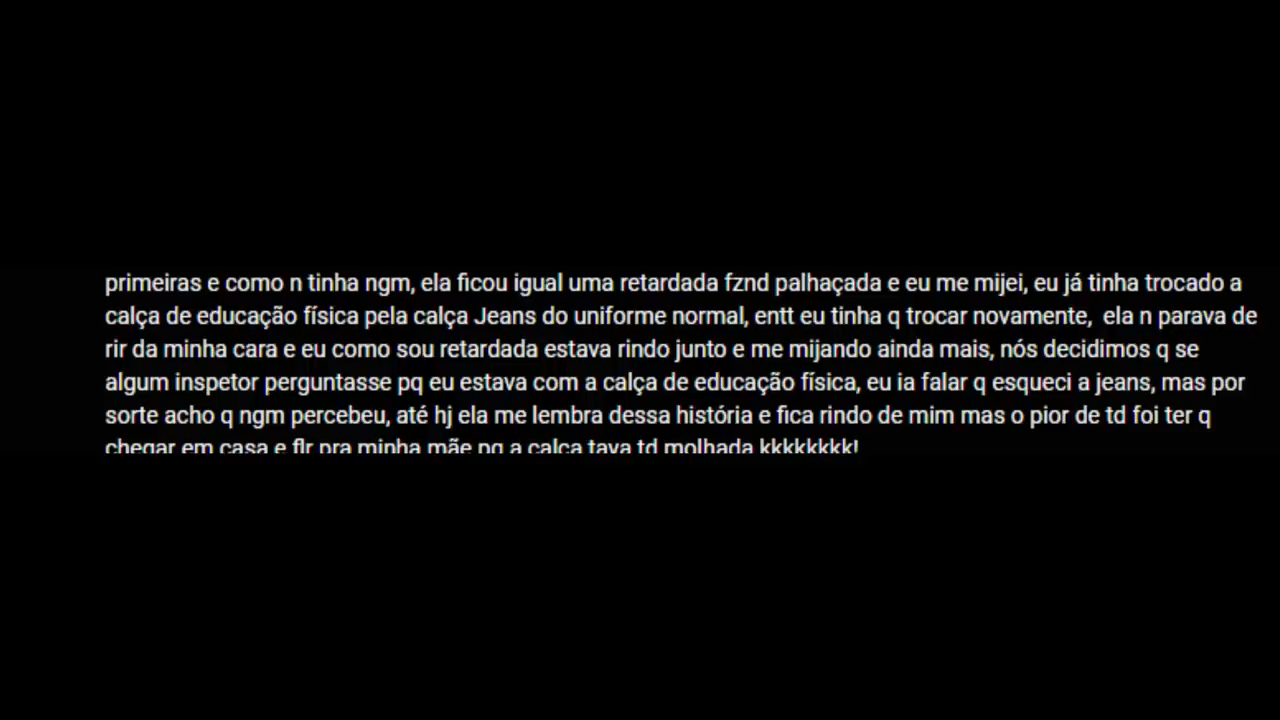 primeiras e como n tinha ngm, ela ficou igual uma retardada fznd palhaçada e eu me mijei, eu já tinha trocado a
calça de educação física pela calça Jeans do uniforme normal, entt eu tinha q trocar novamente,  ela n parava de
rir da minha cara e eu como sou retardada estava rindo junto e me mijando ainda mais, nós decidimos q se
algum inspetor perguntasse pq eu estava com a calça de educação física, eu ia falar q esqueci a jeans, mas por
sorte acho q ngm percebeu, até hj ela me lembra dessa história e fica rindo de mim mas o pior de td foi ter q
chegar em casa e flr pra minha mãe pq a calça tava td molhada kkkkkkkk!